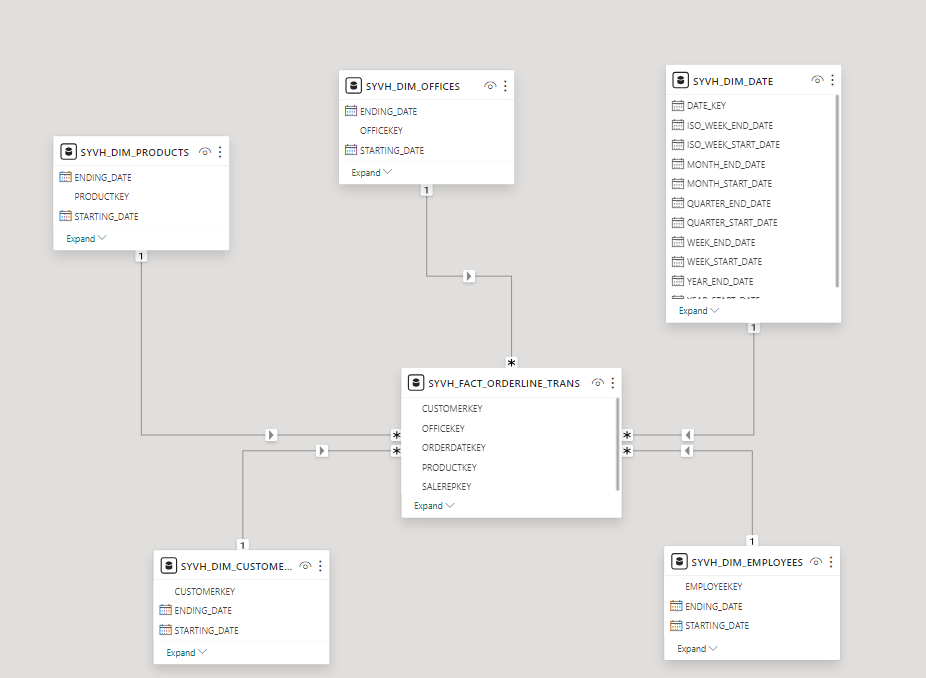 SYVH_DIM_OFFICES
ENDING_DATE
OFFICEKEY
STARTING_DATE
Expand
1
SYVH_DIM_DATE
DATE_KEY
ISO_WEEK_END_DATE
ISO_WEEK_START_DATE
MONTH_END_DATE
MONTH_START_DATE
QUARTER_END_DATE
QUARTER_START_DATE
WEEK_END_DATE
WEEK_START_DATE
YEAR_END_DATE
YEAR_START_DATE
Expand
1
SYVH_DIM_PRODUCTS
ENDING_DATE
PRODUCTKEY
STARTING_DATE
Expand
1
*
SYVH_FACT_ORDERLINE_TRANS
CUSTOMERKEY
OFFICEKEY
ORDERDATEKEY
PRODUCTKEY
SALEREPKEY
Expand
*
*
*
*
1
SYVH_DIM_CUSTOME...
CUSTOMERKEY
ENDING_DATE
STARTING_DATE
Expand
1
SYVH_DIM_EMPLOYEES
EMPLOYEEKEY
ENDING_DATE
STARTING_DATE
Expand